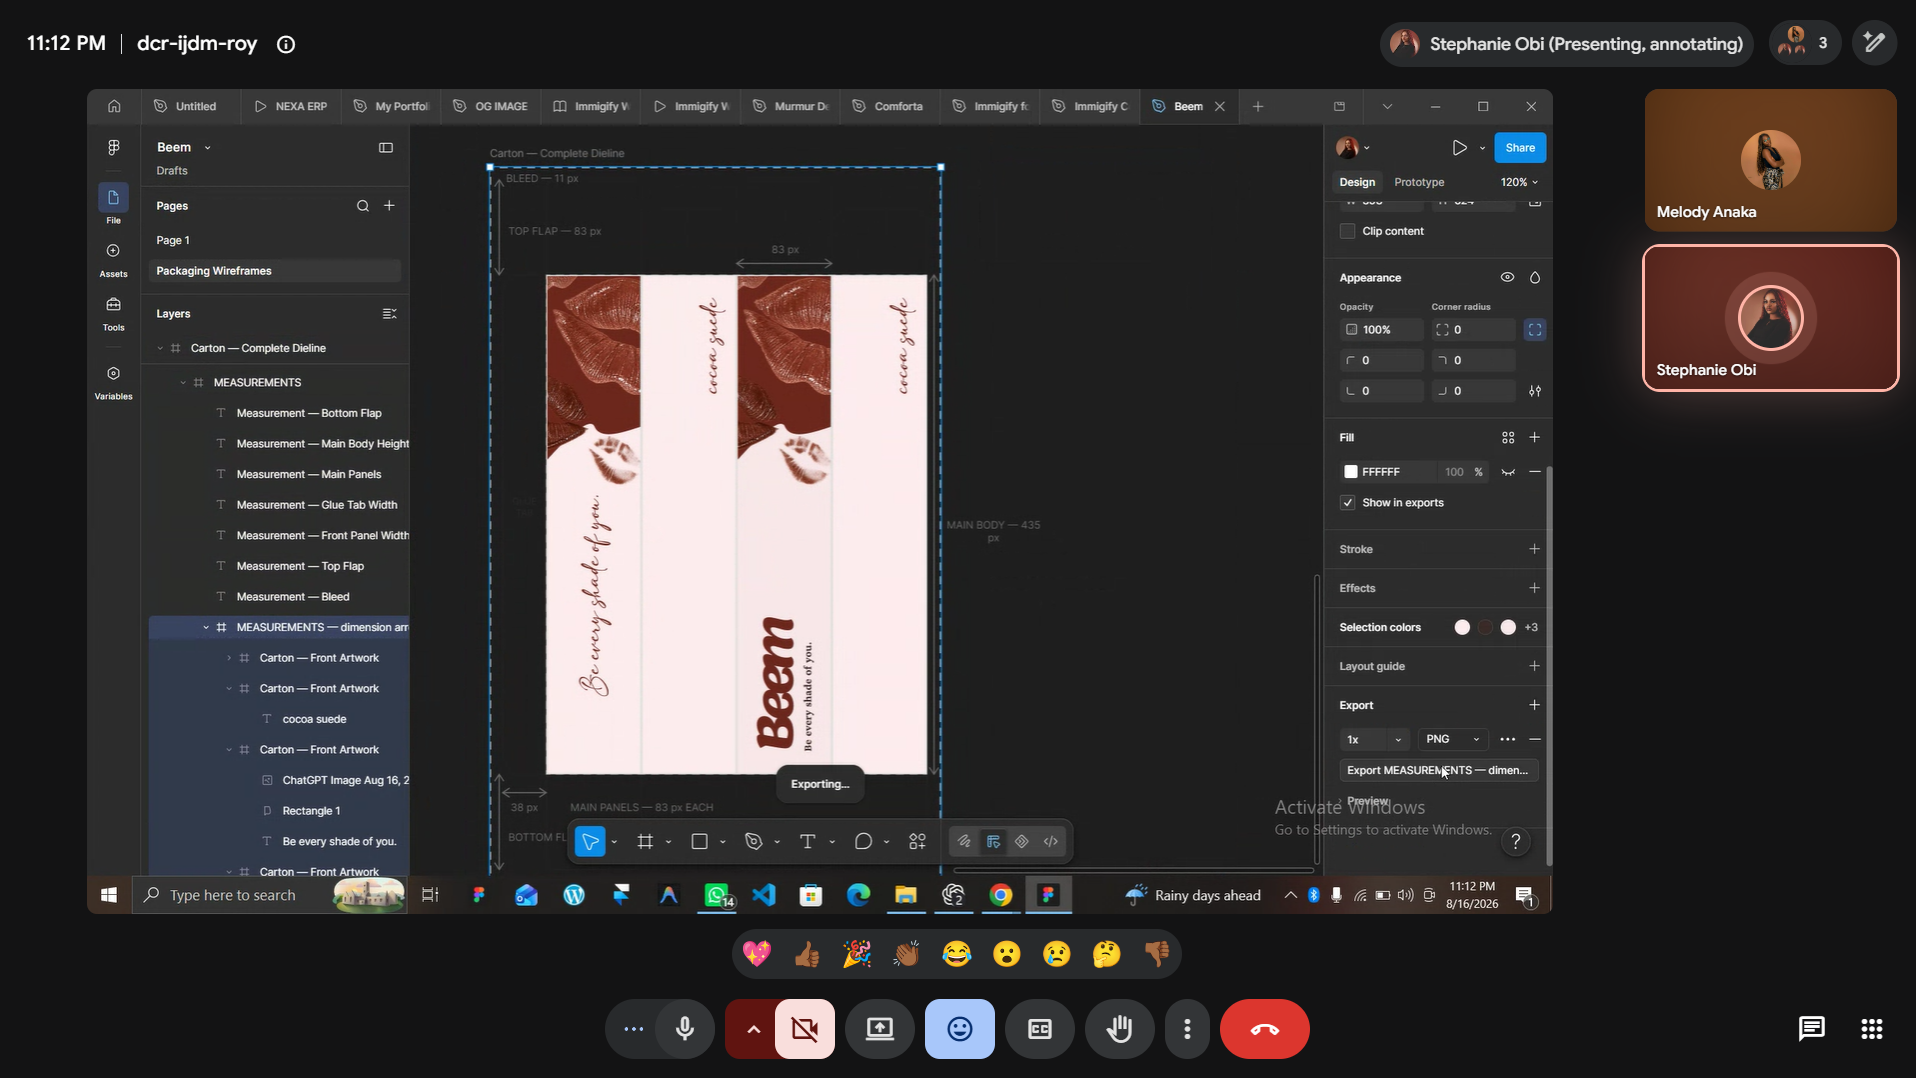 11:12 PM
dcr-ijdm-roy
Stephanie Obi (Presenting, annotating)
3
Untitled
NEXA ERP
My Portfol
OG IMAGE
Immigify W
Immigify W
Murmur De
Comforta
Immigify fo
Immigify C
Beem
Beem
Drafts
File
Assets
Tools
Variables
Pages
Page 1
Packaging Wireframes
Layers
Carton — Complete Dieline
MEASUREMENTS
Measurement — Bottom Flap
Measurement — Main Body Height
Measurement — Main Panels
Measurement — Glue Tab Width
Measurement — Front Panel Width
Measurement — Top Flap
Measurement — Bleed
MEASUREMENTS — dimension arr
Carton — Front Artwork
Carton — Front Artwork
cocoa suede
Carton — Front Artwork
ChatGPT Image Aug 16, 2
Rectangle 1
Be every shade of you.
Carton — Front Artwork
Carton — Complete Dieline
BLEED — 11 px
TOP FLAP — 83 px
83 px
cocoa suede
cocoa suede
Be every shade of you.
Beem
Be every shade of you.
MAIN BODY — 435
px
Exporting...
38 px
MAIN PANELS — 83 px EACH
BOTTOM FL
Share
Design
Prototype
120%
Clip content
Appearance
Opacity
Corner radius
100%
0
0
0
0
0
Fill
FFFFFF
100
%
Show in exports
Stroke
Effects
Selection colors
+3
Layout guide
Export
1x
PNG
Export MEASUREMENTS — dimen...
Preview
Activate Windows
Go to Settings to activate Windows.
?
Type here to search
14
2
Rainy days ahead
11:12 PM
8/16/2026
1
Melody Anaka
Stephanie Obi
CC